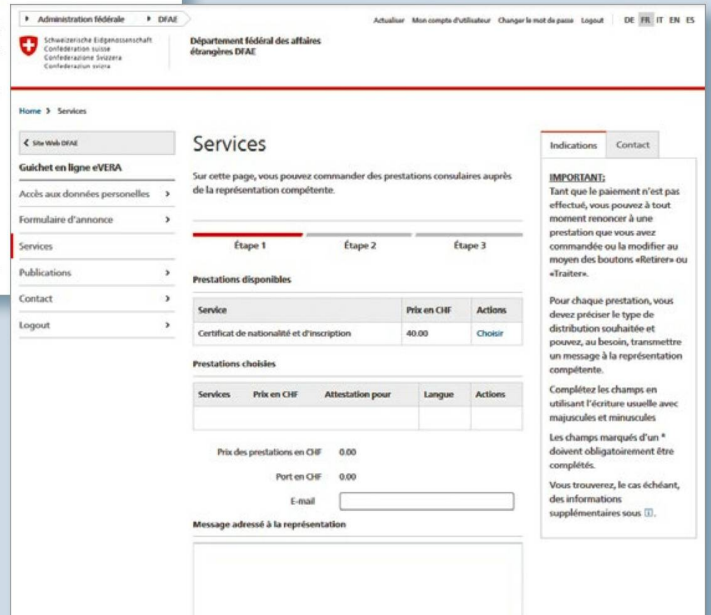 Administration fédérale DFAE
Actualiser Mon compte d'utilisateur Changer le mot de passe Logout DE FR IT EN ES
Schweizerische Eidgenossenschaft
Confédération suisse
Confederazione Svizzera
Confederaziun svizra
Département fédéral des affaires
étrangères DFAE
Home > Services
Site Web DFAE
Guichet en ligne eVERA
Accès aux données personelles
Formulaire d'annonce
Services
Publications
Contact
Logout
Services
Sur cette page, vous pouvez commander des prestations consulaires auprès
de la représentation compétente.
Étape 1 Étape 2 Étape 3
Prestations disponibles
Service Prix en CHF Actions
Certificat de nationalité et d'inscription 40.00 Choisir
Prestations choisies
Services Prix en CHF Attestation pour Langue Actions
Prix des prestations en CHF 0.00
Port en CHF 0.00
E-mail
Message adressé à la représentation
Indications Contact
IMPORTANT:
Tant que le paiement n'est pas
effectué, vous pouvez à tout
moment renoncer à une
prestation que vous avez
commandée ou la modifier au
moyen des boutons «Retirer» ou
«Traiter».
Pour chaque prestation, vous
devez préciser le type de
distribution souhaitée et
pouvez, au besoin, transmettre
un message à la représentation
compétente.
Complétez les champs en
utilisant l'écriture usuelle avec
majuscules et minuscules
Les champs marqués d'un *
doivent obligatoirement être
complétés.
Vous trouverez, le cas échéant,
des informations
supplémentaires sous i.